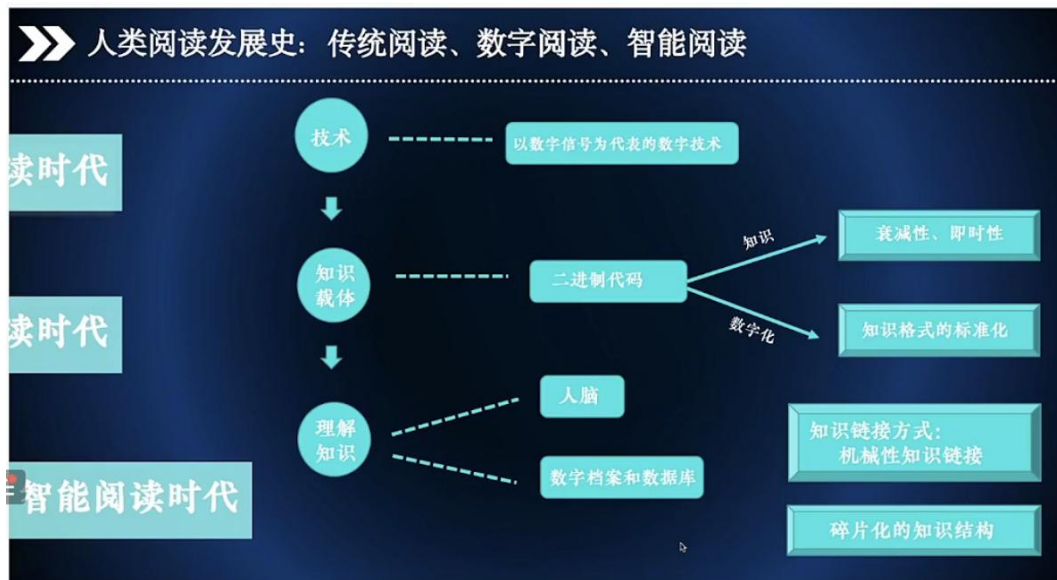 人类阅读发展史：传统阅读、数字阅读、智能阅读
读时代
读时代
智能阅读时代
技术
以数字信号为代表的数字技术
知识
载体
二进制代码
知识
数字化
衰减性、即时性
知识格式的标准化
理解
知识
人脑
数字档案和数据库
知识链接方式：
机械性知识链接
碎片化的知识结构